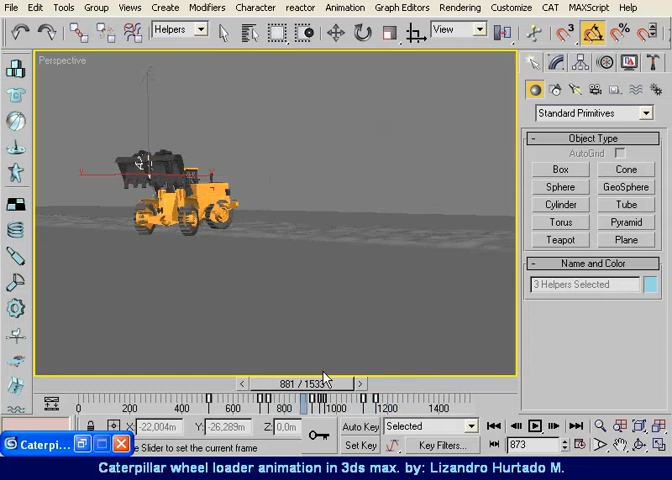 File Edit Tools Group Views Create Modifiers Character reactor Animation Graph Editors Rendering Customize CAT MAXScript Help
Helpers View
Perspective
Standard Primitives
Object Type
AutoGrid
Box Cone
Sphere GeoSphere
Cylinder Tube
Torus Pyramid
Teapot Plane
Name and Color
3 Helpers Selected
881 / 1533
0 200 400 600 800 1000 1200 1400
X: -22,004m Y: -26,289m Z: 0,0m Auto Key Selected
Set Key Key Filters... 873
Caterpi... Slider to set the current frame
Caterpillar wheel loader animation in 3ds max. by: Lizandro Hurtado M.